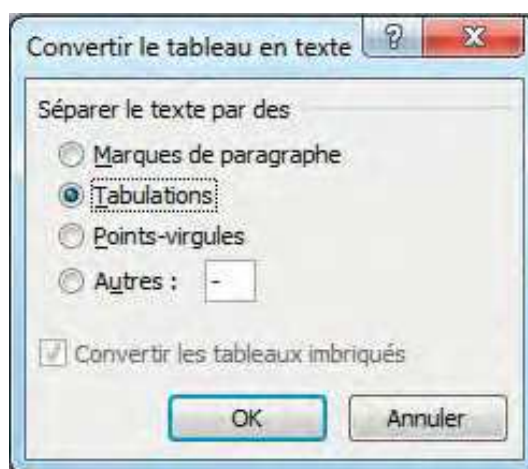 Convertir le tableau en texte
Séparer le texte par des
Marques de paragraphe
Tabulations
Points-virgules
Autres : -
Convertir les tableaux imbriqués
OK Annuler